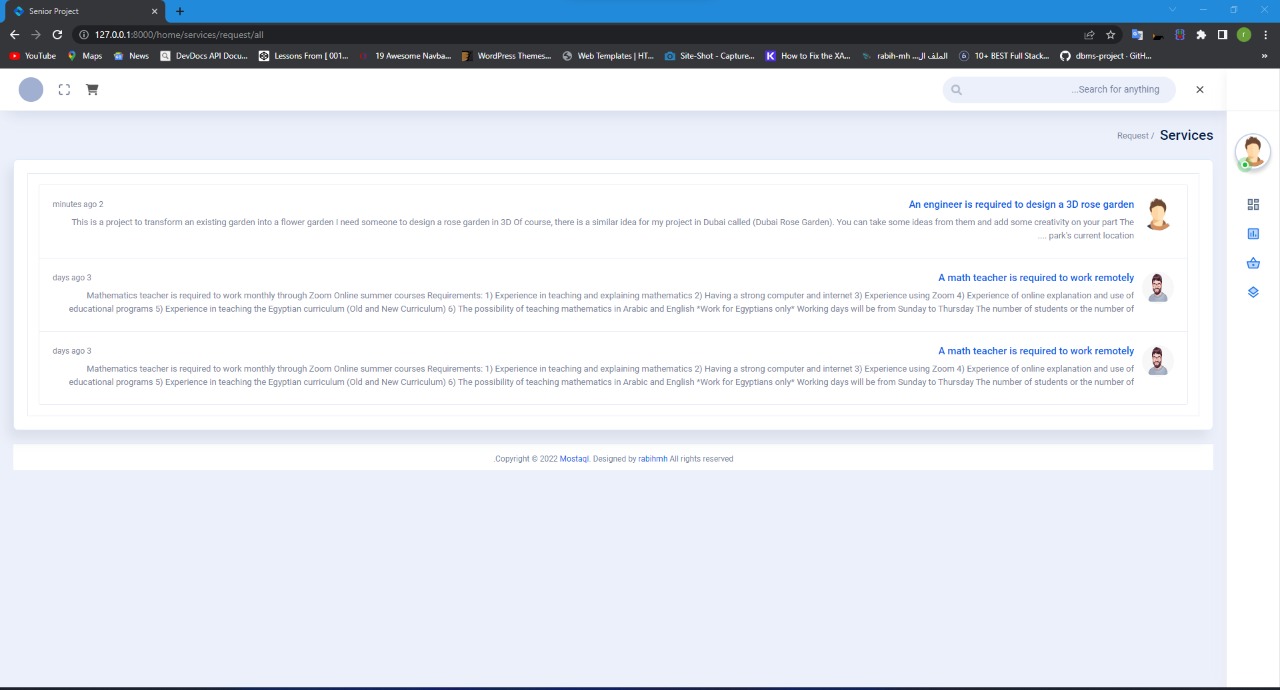 Senior Project
127.0.0.1:8000/home/services/request/all
YouTube Maps News DevDocs API Docu... Lessons From [ 001... 19 Awesome Navba... WordPress Themes... Web Templates | HT... Site-Shot - Capture... How to Fix the XA... rabih-mh ...الملف ال 10+ BEST Full Stack... dbms-project - GitH... »
...Search for anything
Request / Services
minutes ago 2
An engineer is required to design a 3D rose garden
This is a project to transform an existing garden into a flower garden I need someone to design a rose garden in 3D Of course, there is a similar idea for my project in Dubai called (Dubai Rose Garden). You can take some ideas from them and add some creativity on your part The
.... park's current location
days ago 3
A math teacher is required to work remotely
Mathematics teacher is required to work monthly through Zoom Online summer courses Requirements: 1) Experience in teaching and explaining mathematics 2) Having a strong computer and internet 3) Experience using Zoom 4) Experience of online explanation and use of
educational programs 5) Experience in teaching the Egyptian curriculum (Old and New Curriculum) 6) The possibility of teaching mathematics in Arabic and English *Work for Egyptians only* Working days will be from Sunday to Thursday The number of students or the number of
days ago 3
A math teacher is required to work remotely
Mathematics teacher is required to work monthly through Zoom Online summer courses Requirements: 1) Experience in teaching and explaining mathematics 2) Having a strong computer and internet 3) Experience using Zoom 4) Experience of online explanation and use of
educational programs 5) Experience in teaching the Egyptian curriculum (Old and New Curriculum) 6) The possibility of teaching mathematics in Arabic and English *Work for Egyptians only* Working days will be from Sunday to Thursday The number of students or the number of
.Copyright © 2022 Mostaql. Designed by rabihmh All rights reserved